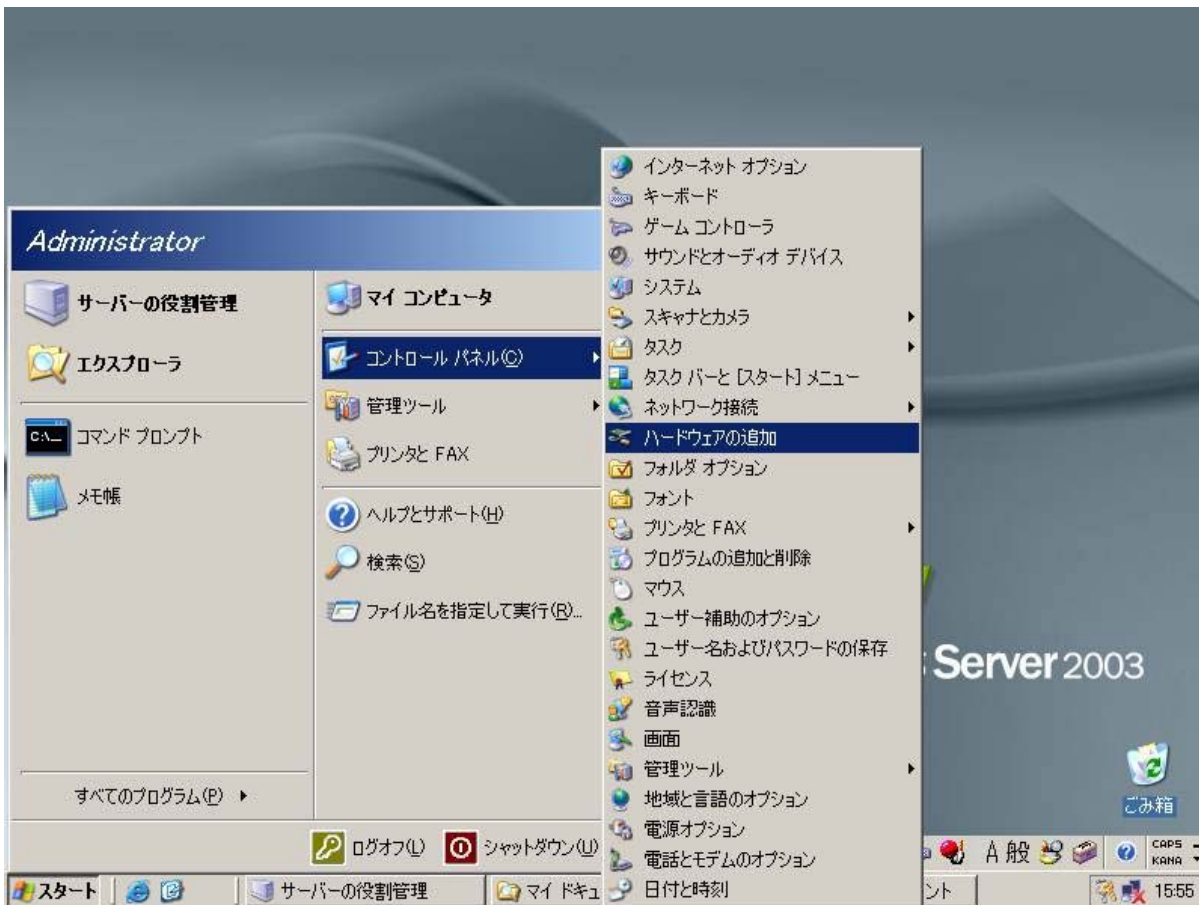 Administrator
サーバーの役割管理
エクスプローラ
コマンド プロンプト
メモ帳
すべてのプログラム(P)
マイ コンピュータ
コントロール パネル(C)
管理ツール
プリンタと FAX
ヘルプとサポート(H)
検索(S)
ファイル名を指定して実行(R)...
ログオフ(L)
シャットダウン(U)
インターネット オプション
キーボード
ゲーム コントローラ
サウンドとオーディオ デバイス
システム
スキャナとカメラ
タスク
タスク バーと [スタート] メニュー
ネットワーク接続
ハードウェアの追加
フォルダ オプション
フォント
プリンタと FAX
プログラムの追加と削除
マウス
ユーザー補助のオプション
ユーザー名およびパスワードの保存
ライセンス
音声認識
画面
管理ツール
地域と言語のオプション
電源オプション
電話とモデムのオプション
日付と時刻
Server 2003
ごみ箱
A 般
CAPS
KANA
スタート
サーバーの役割管理
マイ ドキュ
ント
15:55